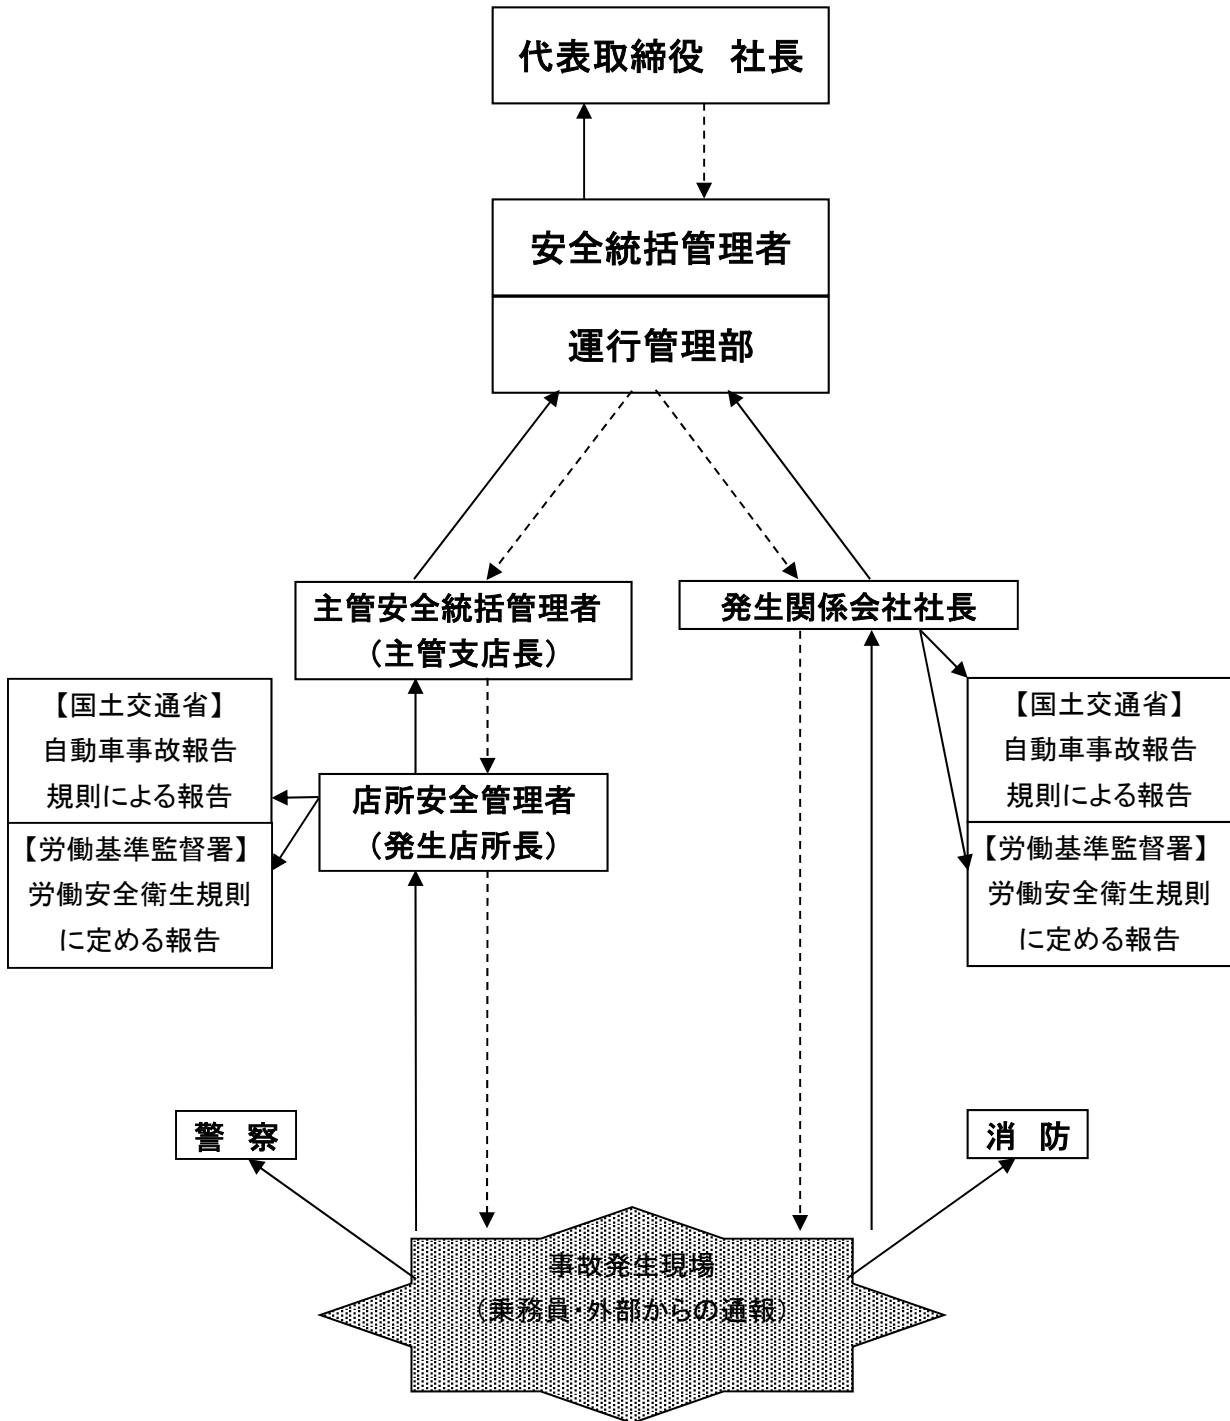 代表取締役　社長
安全統括管理者
運行管理部
主管安全統括管理者
（主管支店長）
発生関係会社社長
【国土交通省】
自動車事故報告
規則による報告
【労働基準監督署】
労働安全衛生規則
に定める報告
店所安全管理者
（発生店所長）
【国土交通省】
自動車事故報告
規則による報告
【労働基準監督署】
労働安全衛生規則
に定める報告
警　察
消　防
事故発生現場
（乗務員・外部からの通報）